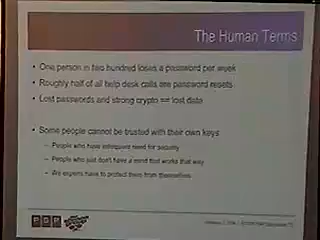 The Human Terms
• One person in two hundred loses a password per week
• Roughly half of all help desk calls are password resets
• Lost passwords and strong crypto == lost data
• Some people cannot be trusted with their own keys
– People who have infrequent need for security
– People who just don't have a mind that works that way
– We experts have to protect them from themselves
PGP